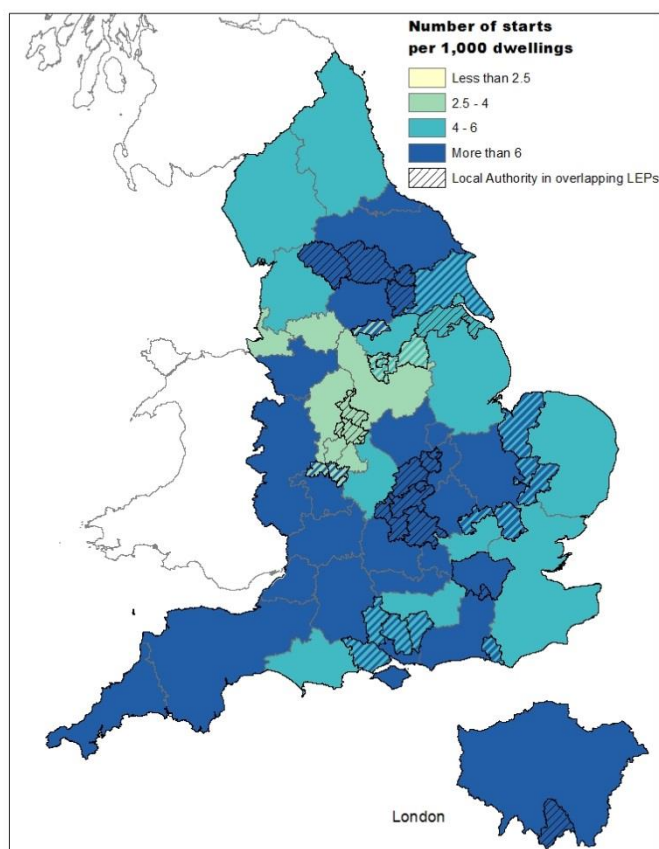 Number of starts
per 1,000 dwellings
Less than 2.5
2.5 - 4
4 - 6
More than 6
Local Authority in overlapping LEPs
London